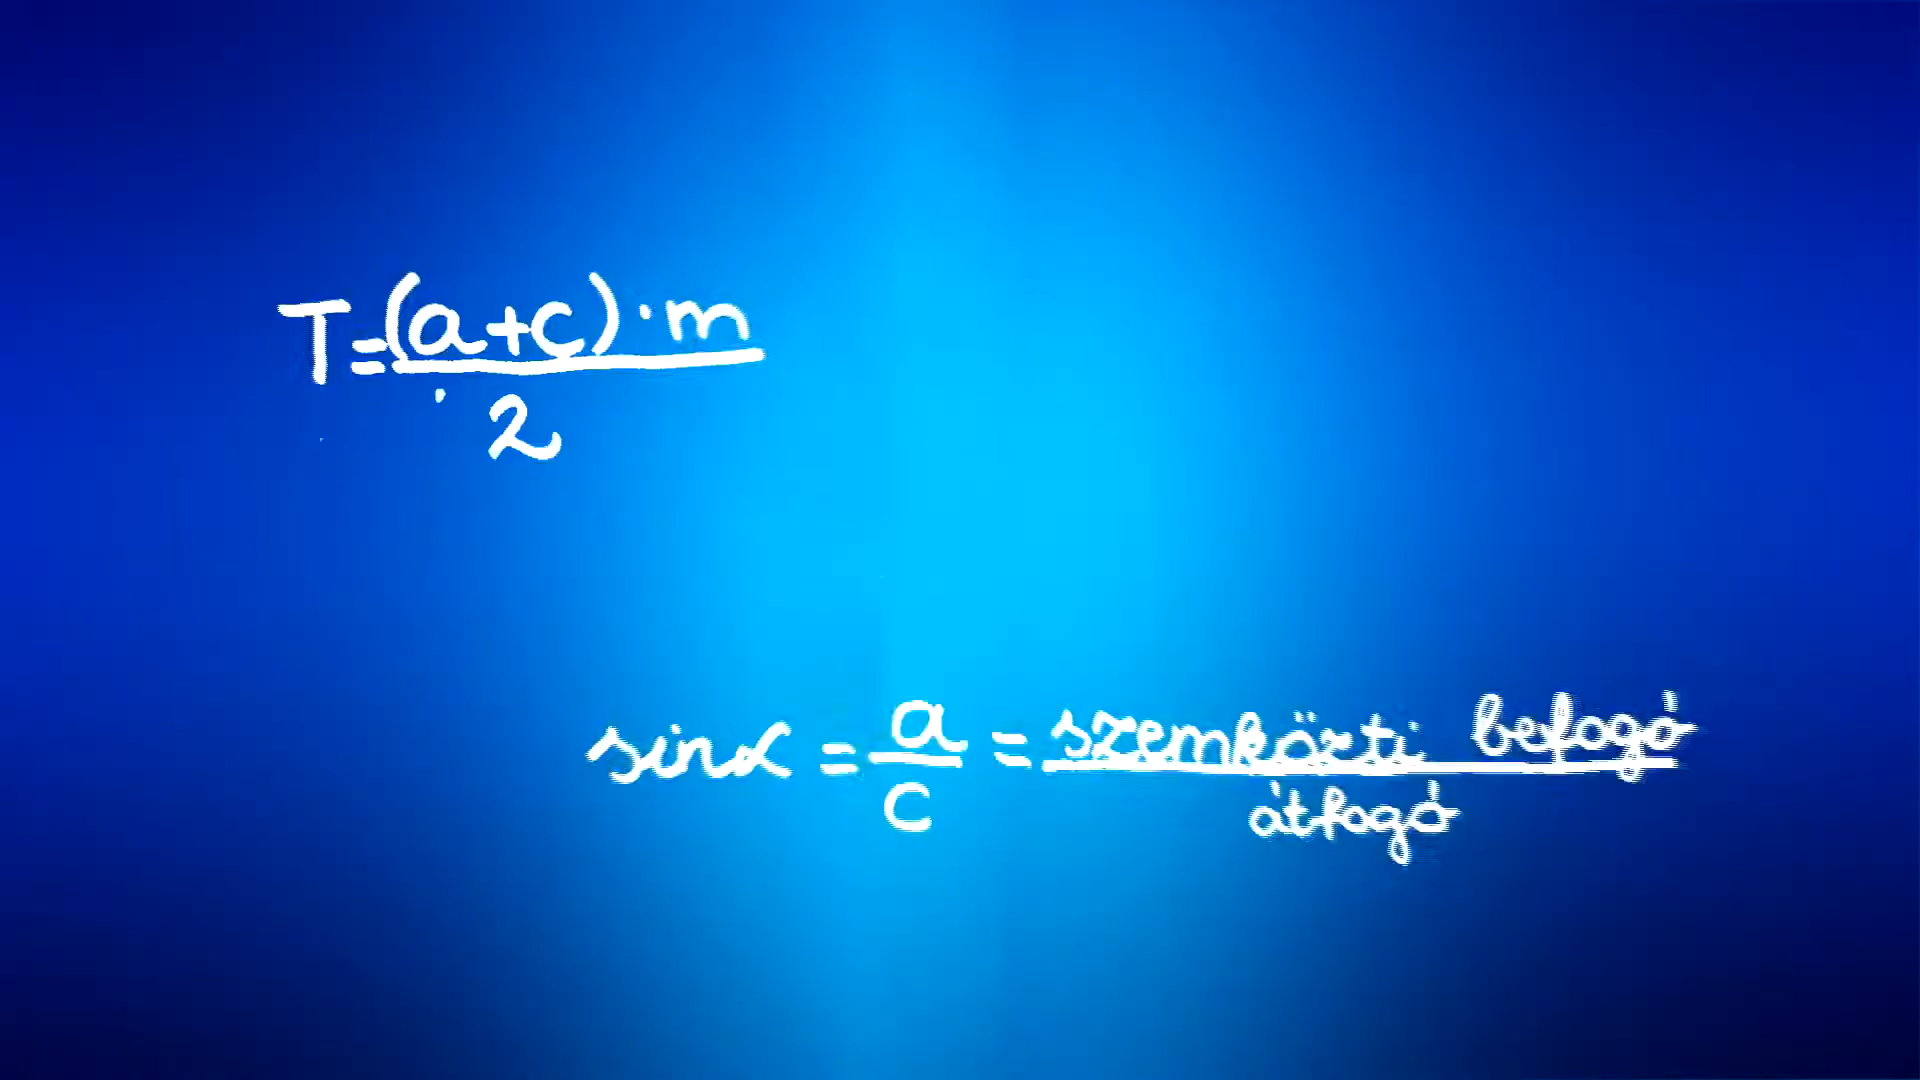 T=(a+c)·m
2
sinα = a/c = szemközti befogó
átfogó